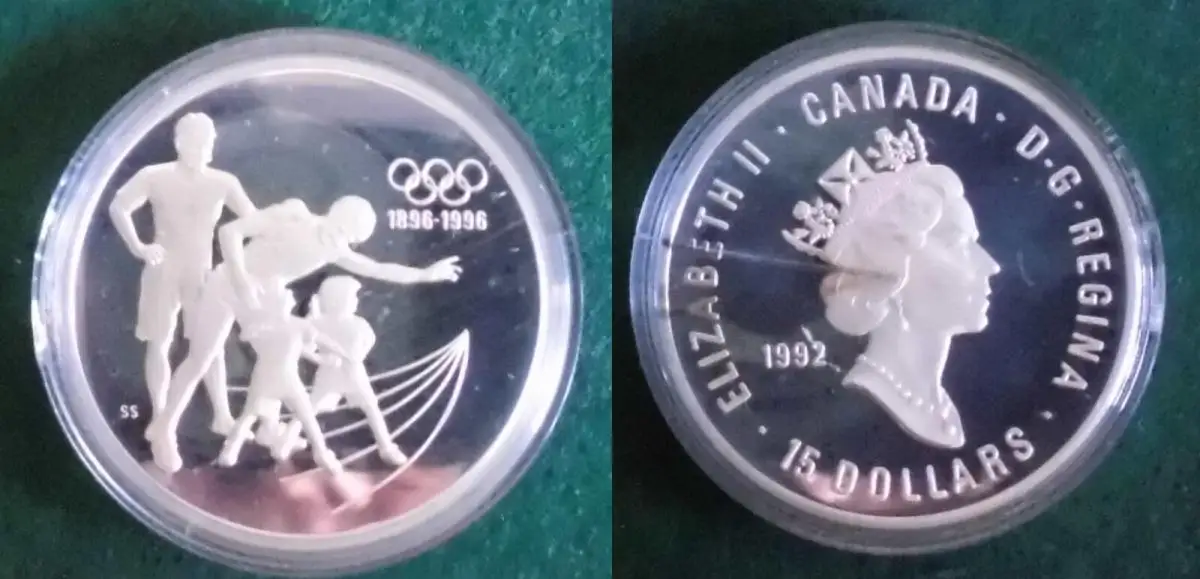 1896-1996
SS
ELIZABETH II · CANADA · D·G·REGINA ·
1992
· 15 DOLLARS ·